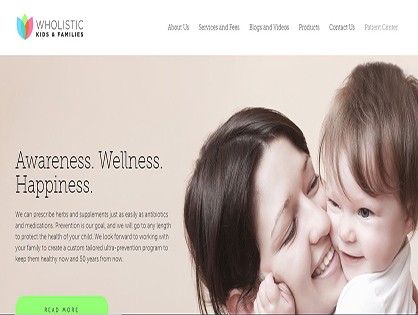 WHOLISTIC
KIDS & FAMILIES
About Us Services and Fees Blogs and Videos Products Contact Us Patient Center
Awareness. Wellness.
Happiness.
We can prescribe herbs and supplements just as easily as antibiotics
and medications. Prevention is our goal, and we will go to any length
to protect the health of your child. We look forward to working with
your family to create a custom tailored ultra-prevention program to
keep them healthy now and 50 years from now.
READ MORE